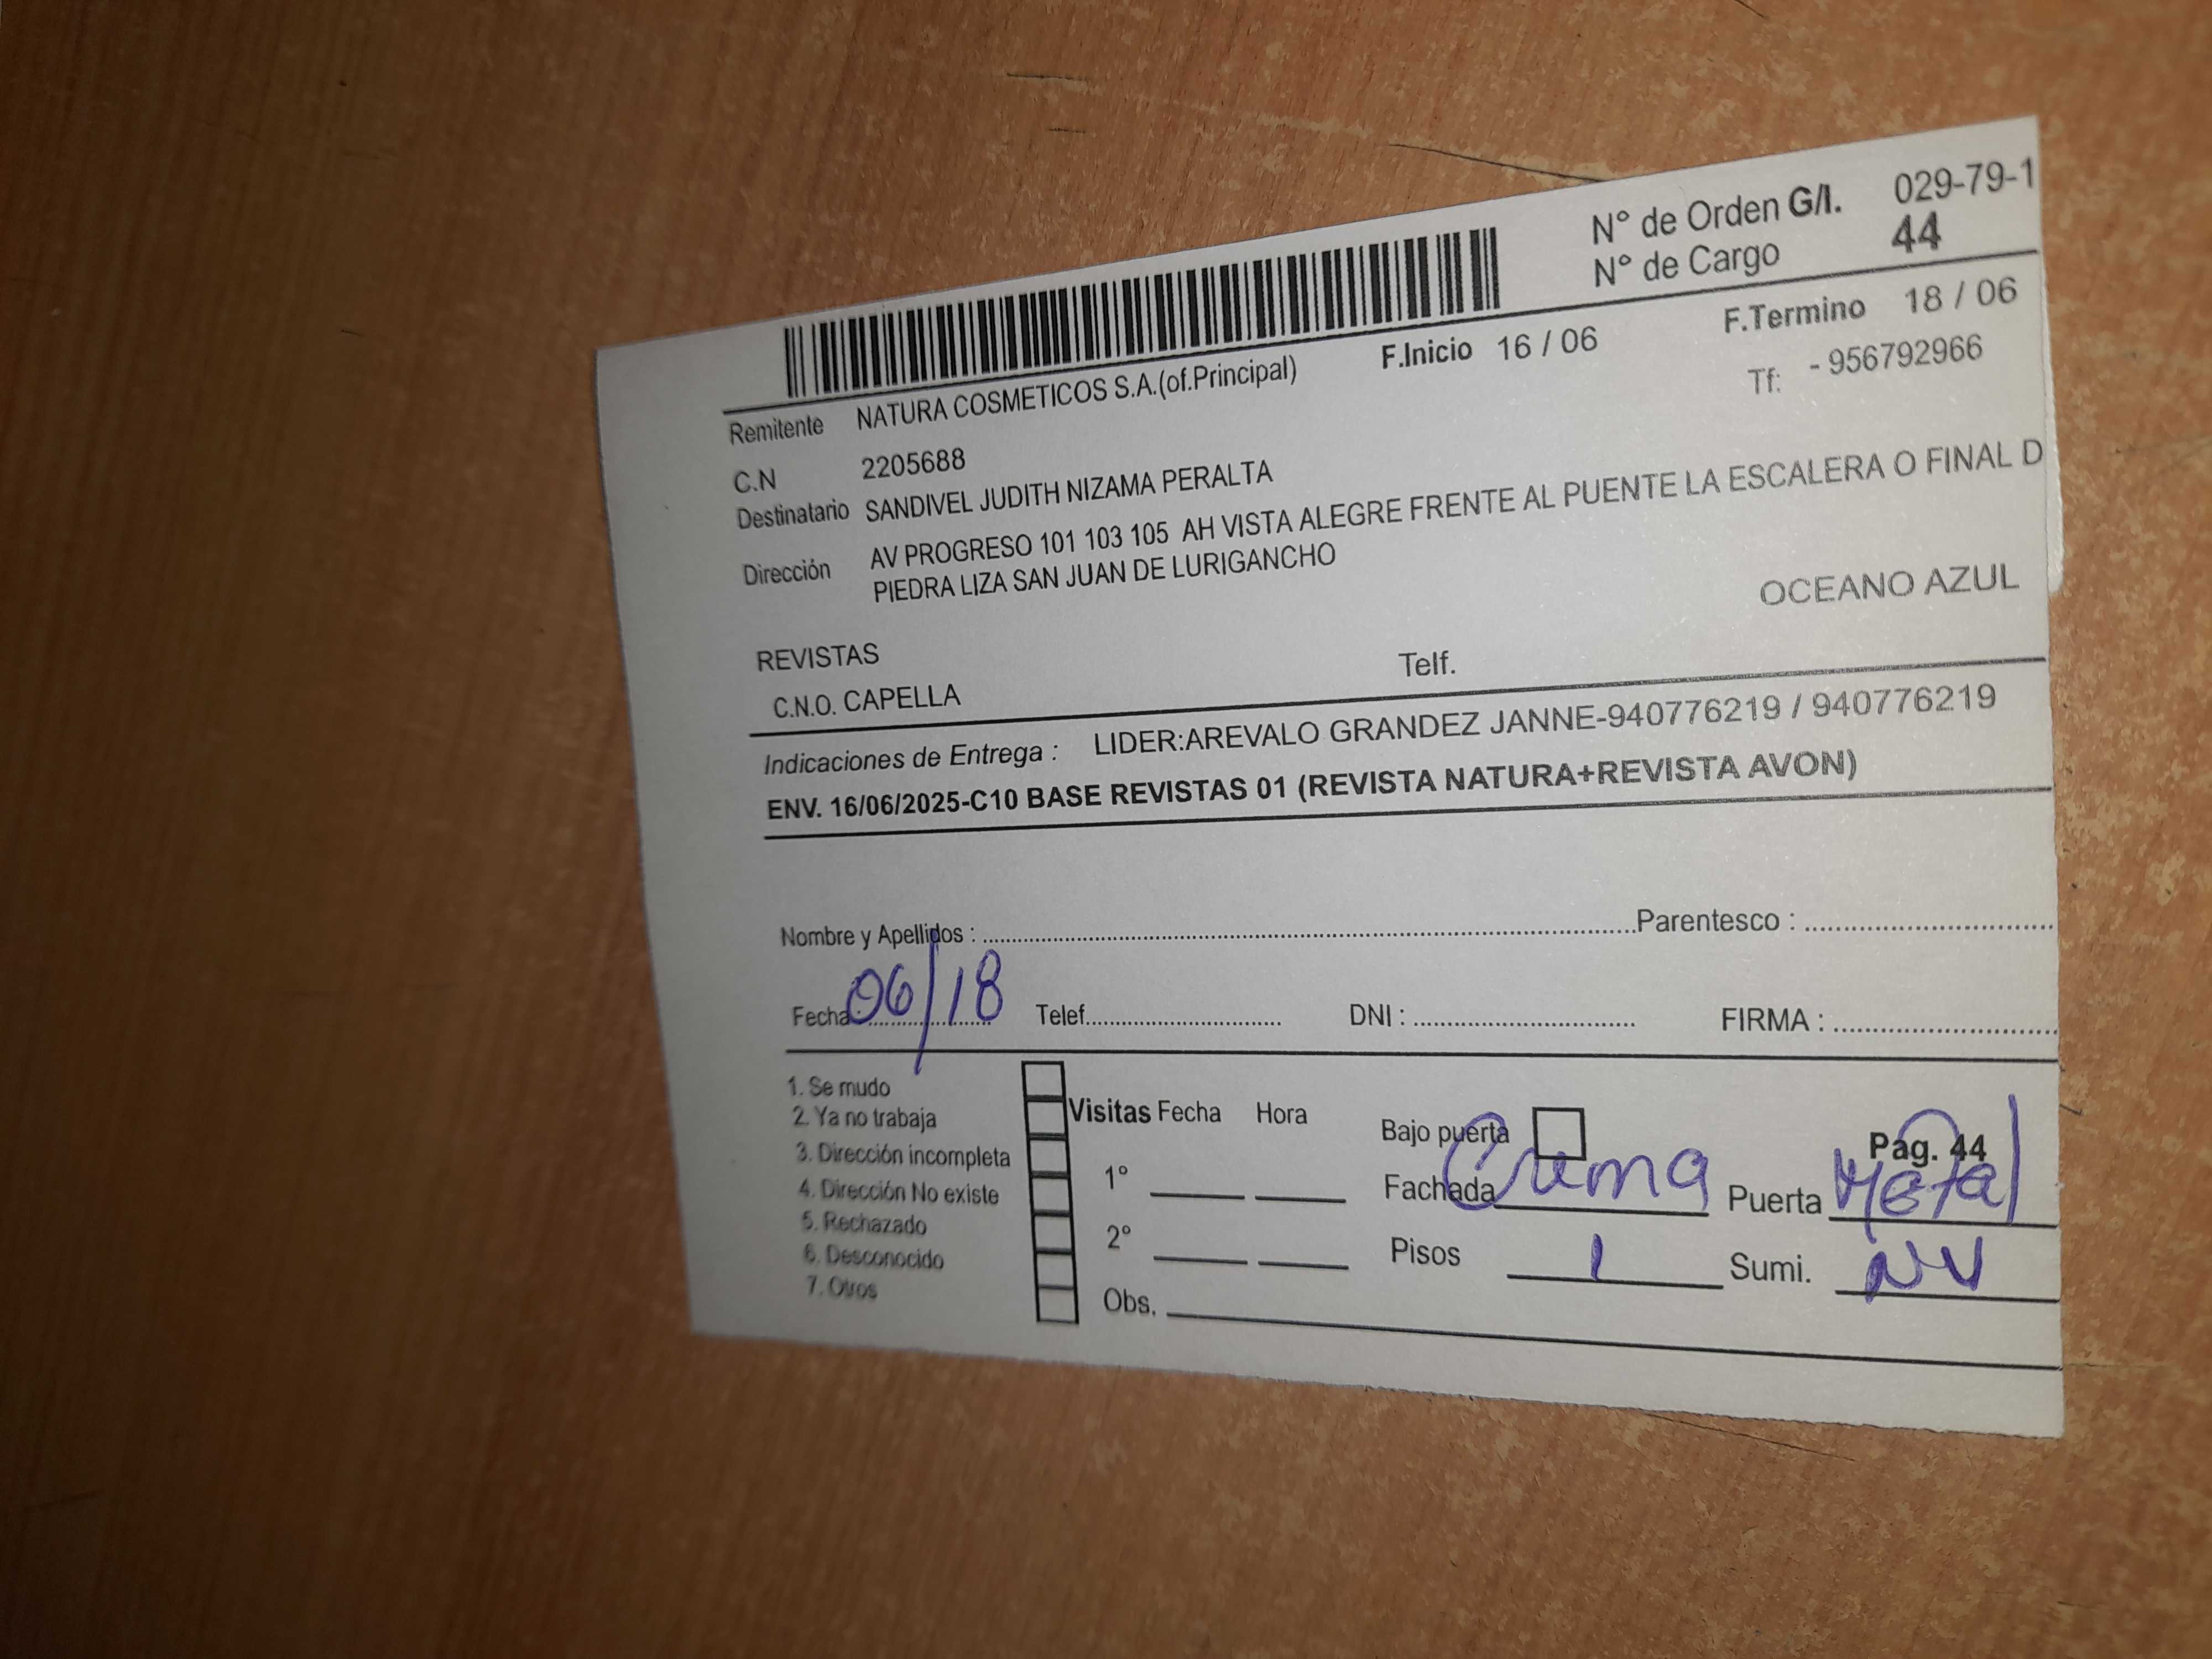 N° de Orden G/I. 029-79-1
N° de Cargo 44
F.Inicio 16 / 06 F.Termino 18 / 06
Remitente NATURA COSMETICOS S.A.(of.Principal) Tf: - 956792966
C.N 2205688
Destinatario SANDIVEL JUDITH NIZAMA PERALTA
Dirección AV PROGRESO 101 103 105 AH VISTA ALEGRE FRENTE AL PUENTE LA ESCALERA O FINAL D
PIEDRA LIZA SAN JUAN DE LURIGANCHO
OCEANO AZUL
REVISTAS
C.N.O. CAPELLA Telf.
Indicaciones de Entrega : LIDER:AREVALO GRANDEZ JANNE-940776219 / 940776219
ENV. 16/06/2025-C10 BASE REVISTAS 01 (REVISTA NATURA+REVISTA AVON)
Nombre y Apellidos : Parentesco :
Fecha: 06/18 Telef. DNI : FIRMA :
1. Se mudo
2. Ya no trabaja
3. Dirección incompleta
4. Dirección No existe
5. Rechazado
6. Desconocido
7. Otros
Visitas Fecha Hora
1°
2°
Obs.
Bajo puerta Pag. 44
Fachada Crema Puerta Metal
Pisos 1 Sumi. NV